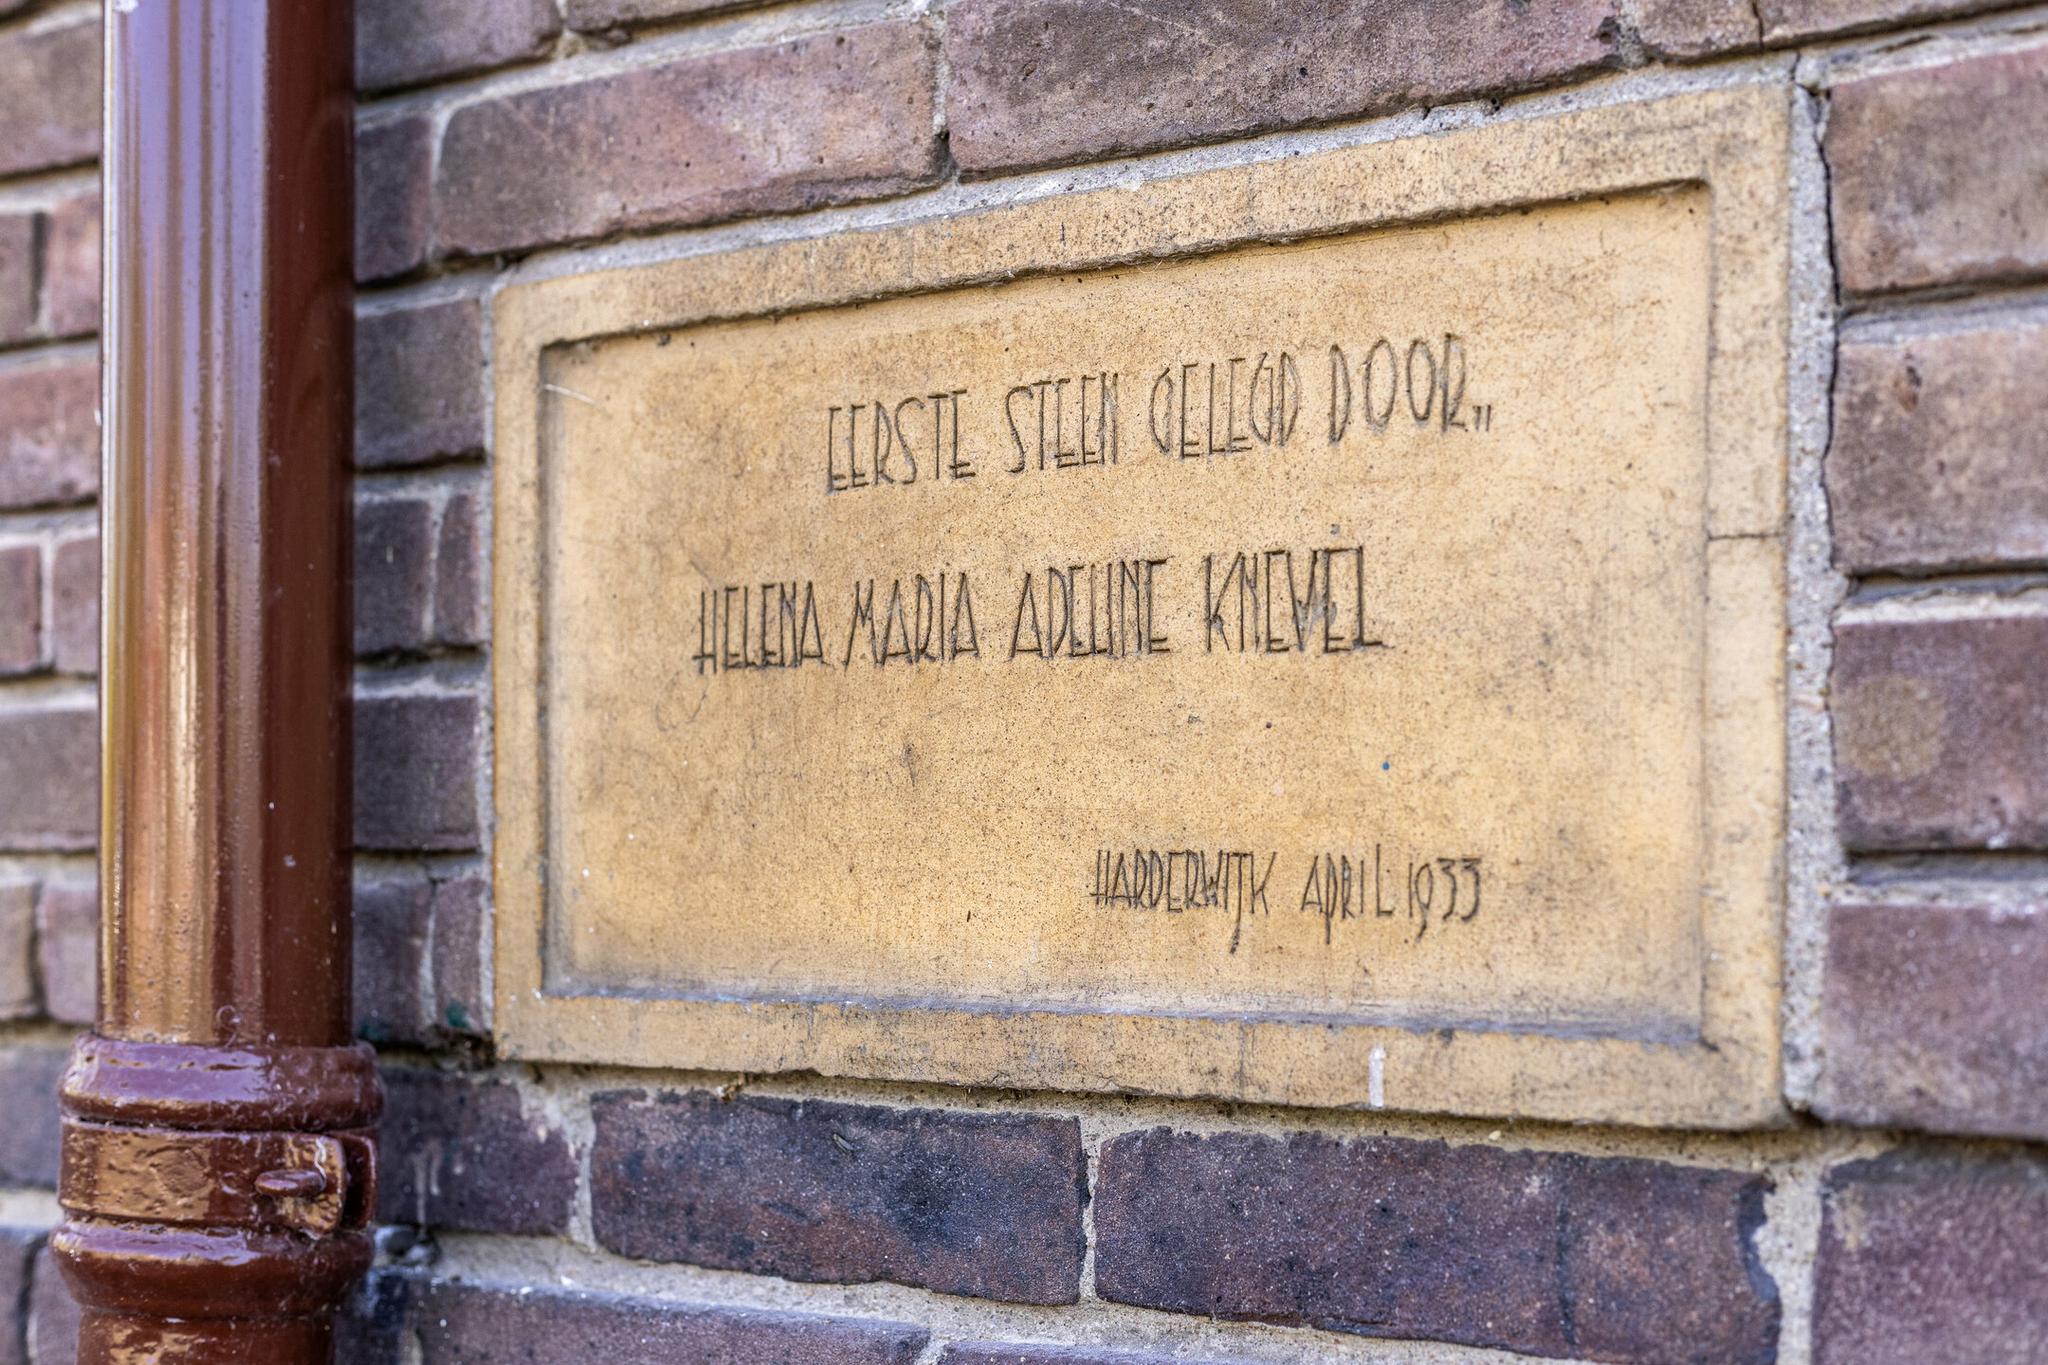 EERSTE STEEN GELEGD DOOR„
HELENA MARIA ADELINE KNEVEL
HARDERWIJK APRIL 1933